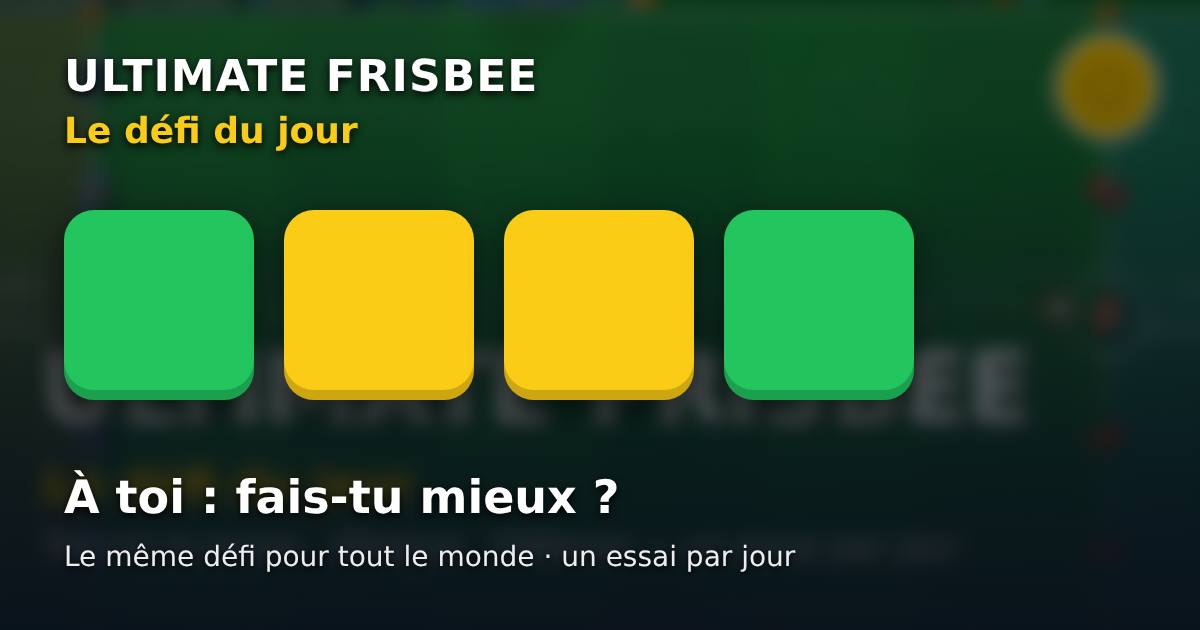 ULTIMATE FRISBEE
Le défi du jour
À toi : fais-tu mieux ?
Le même défi pour tout le monde · un essai par jour